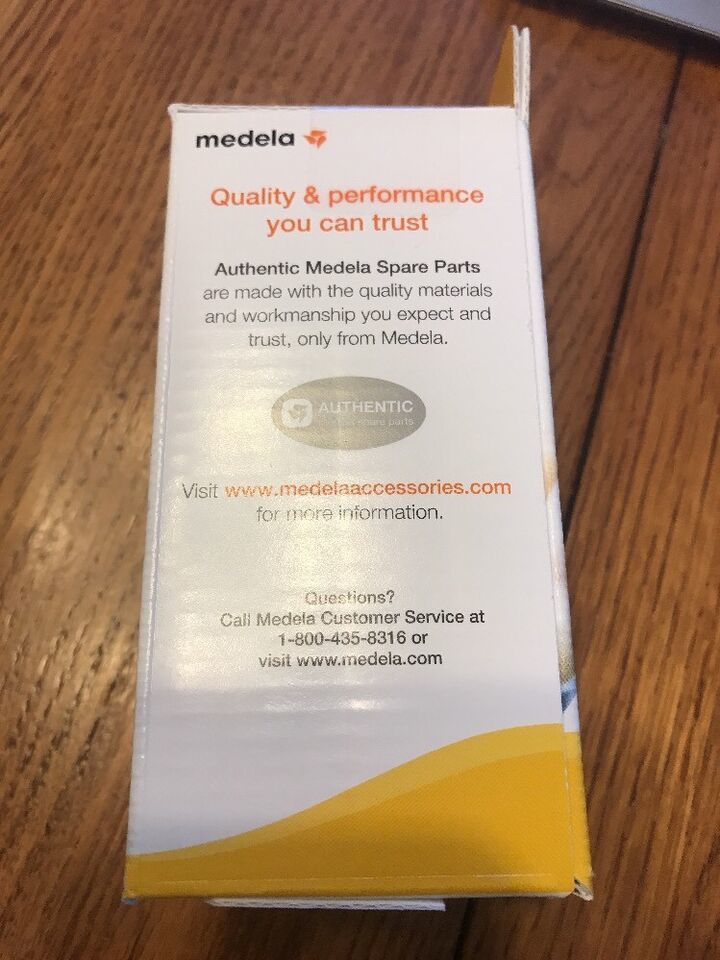 medela
Quality & performance
you can trust
Authentic Medela Spare Parts
are made with the quality materials
and workmanship you expect and
trust, only from Medela.
AUTHENTIC
spare parts
Visit www.medelaaccessories.com
for more information.
Questions?
Call Medela Customer Service at
1-800-435-8316 or
visit www.medela.com